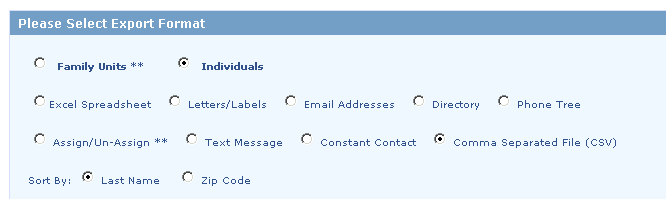 Please Select Export Format
Family Units ** Individuals
Excel Spreadsheet Letters/Labels Email Addresses Directory Phone Tree
Assign/Un-Assign ** Text Message Constant Contact Comma Separated File (CSV)
Sort By: Last Name Zip Code